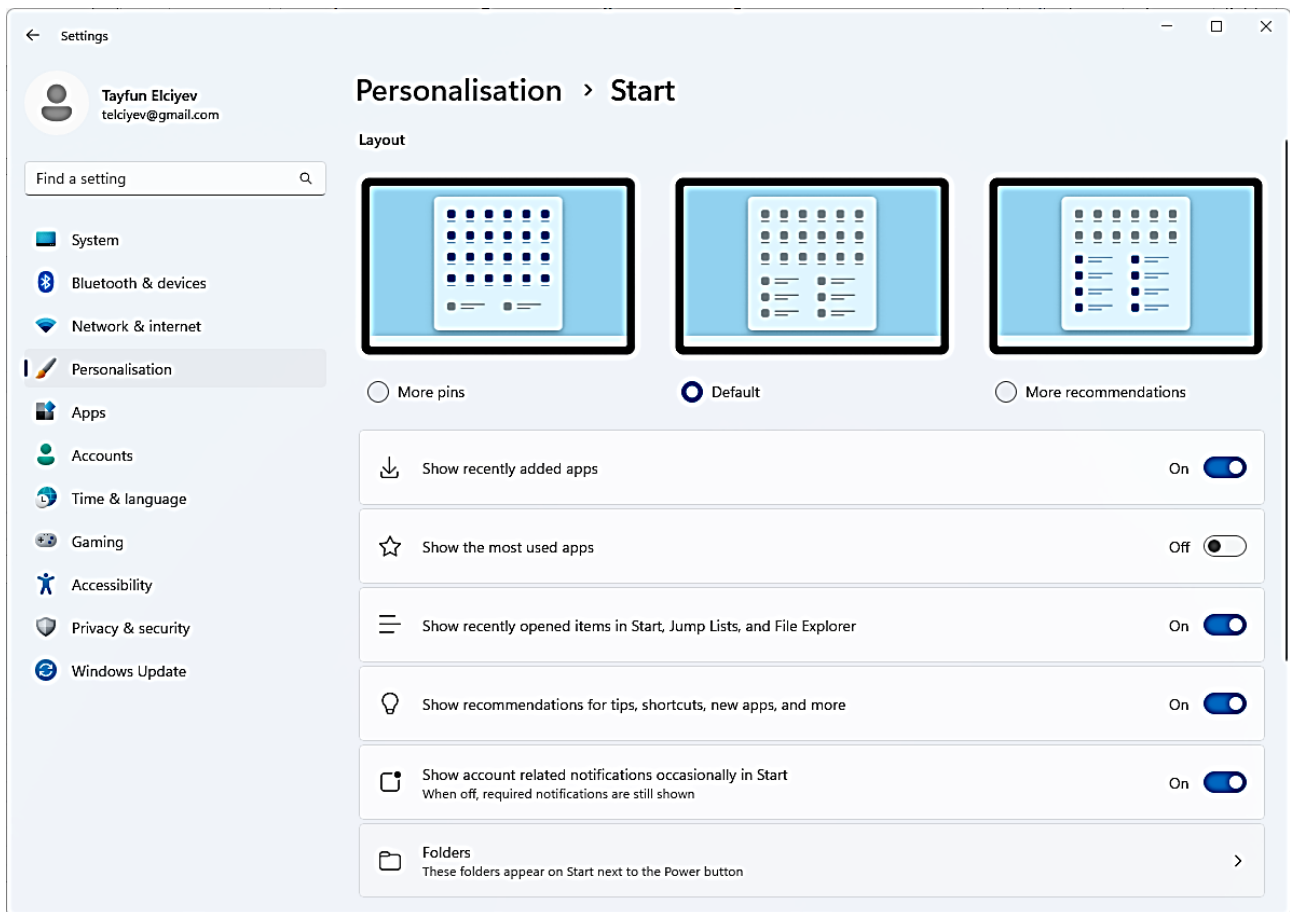 Settings
Tayfun Elciyev
telciyev@gmail.com
Find a setting
System
Bluetooth & devices
Network & internet
Personalisation
Apps
Accounts
Time & language
Gaming
Accessibility
Privacy & security
Windows Update
Personalisation > Start
Layout
More pins
Default
More recommendations
Show recently added apps
On
Show the most used apps
Off
Show recently opened items in Start, Jump Lists, and File Explorer
On
Show recommendations for tips, shortcuts, new apps, and more
On
Show account related notifications occasionally in Start
When off, required notifications are still shown
On
Folders
These folders appear on Start next to the Power button